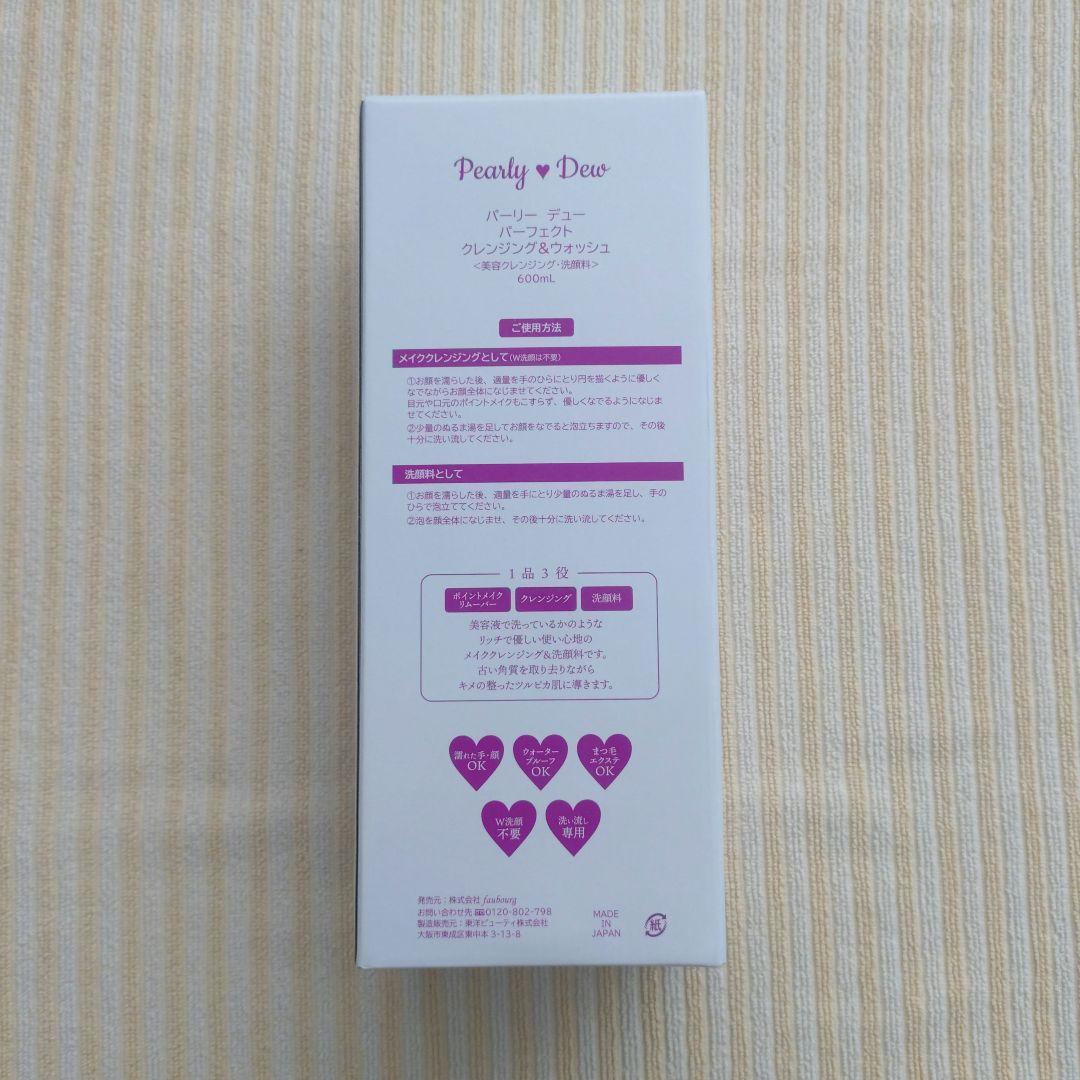 Pearly ♥ Dew
パーリー デュー
パーフェクト
クレンジング&ウォッシュ
<美容クレンジング・洗顔料>
600mL
ご使用方法
メイククレンジングとして(W洗顔は不要)
①お顔を濡らした後、適量を手のひらにとり円を描くように優しく
なでながらお顔全体になじませてください。
目元や口元のポイントメイクもこすらず、優しくなでるようになじま
せてください。
②少量のぬるま湯を足してお顔をなでると泡立ちますので、その後
十分に洗い流してください。
洗顔料として
①お顔を濡らした後、適量を手にとり少量のぬるま湯を足し、手の
ひらで泡立ててください。
②泡を顔全体になじませ、その後十分に洗い流してください。
1品3役
ポイントメイク
リムーバー
クレンジング
洗顔料
美容液で洗っているかのような
リッチで優しい使い心地の
メイククレンジング&洗顔料です。
古い角質を取り去りながら
キメの整ったツルピカ肌に導きます。
濡れた手・顔
OK
ウォーター
プルーフ
OK
まつ毛
エクステ
OK
W洗顔
不要
洗い流し
専用
発売元:株式会社 faubourg
お問い合わせ先 0120-802-798
製造販売元:東洋ビューティ株式会社
大阪市東成区東中本3-13-8
MADE
IN
JAPAN
紙